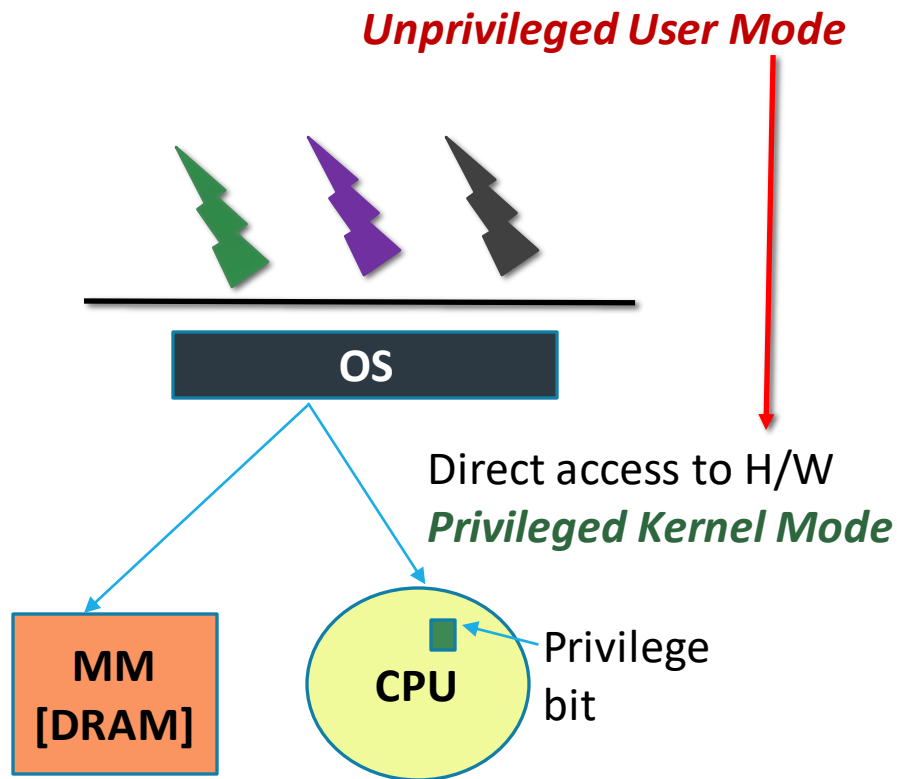 Unprivileged User Mode
OS
Direct access to H/W
Privileged Kernel Mode
MM
[DRAM]
CPU
Privilege
bit